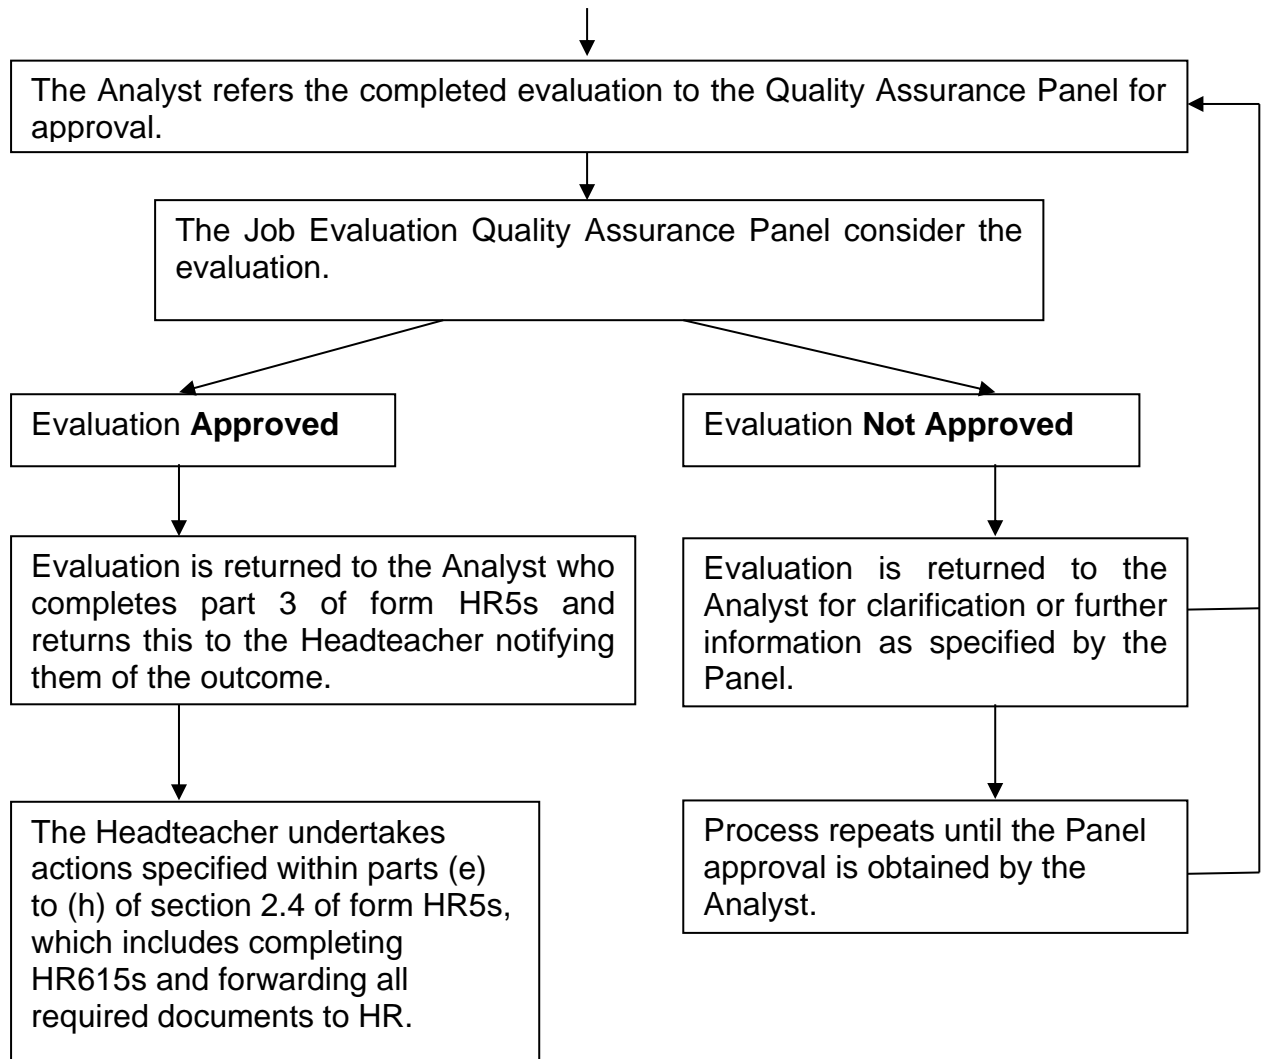 The Analyst refers the completed evaluation to the Quality Assurance Panel for
approval.
The Job Evaluation Quality Assurance Panel consider the
evaluation.
Evaluation Approved
Evaluation Not Approved
Evaluation is returned to the Analyst who
completes part 3 of form HR5s and
returns this to the Headteacher notifying
them of the outcome.
Evaluation is returned to the
Analyst for clarification or further
information as specified by the
Panel.
The Headteacher undertakes
actions specified within parts (e)
to (h) of section 2.4 of form HR5s,
which includes completing
HR615s and forwarding all
required documents to HR.
Process repeats until the Panel
approval is obtained by the
Analyst.